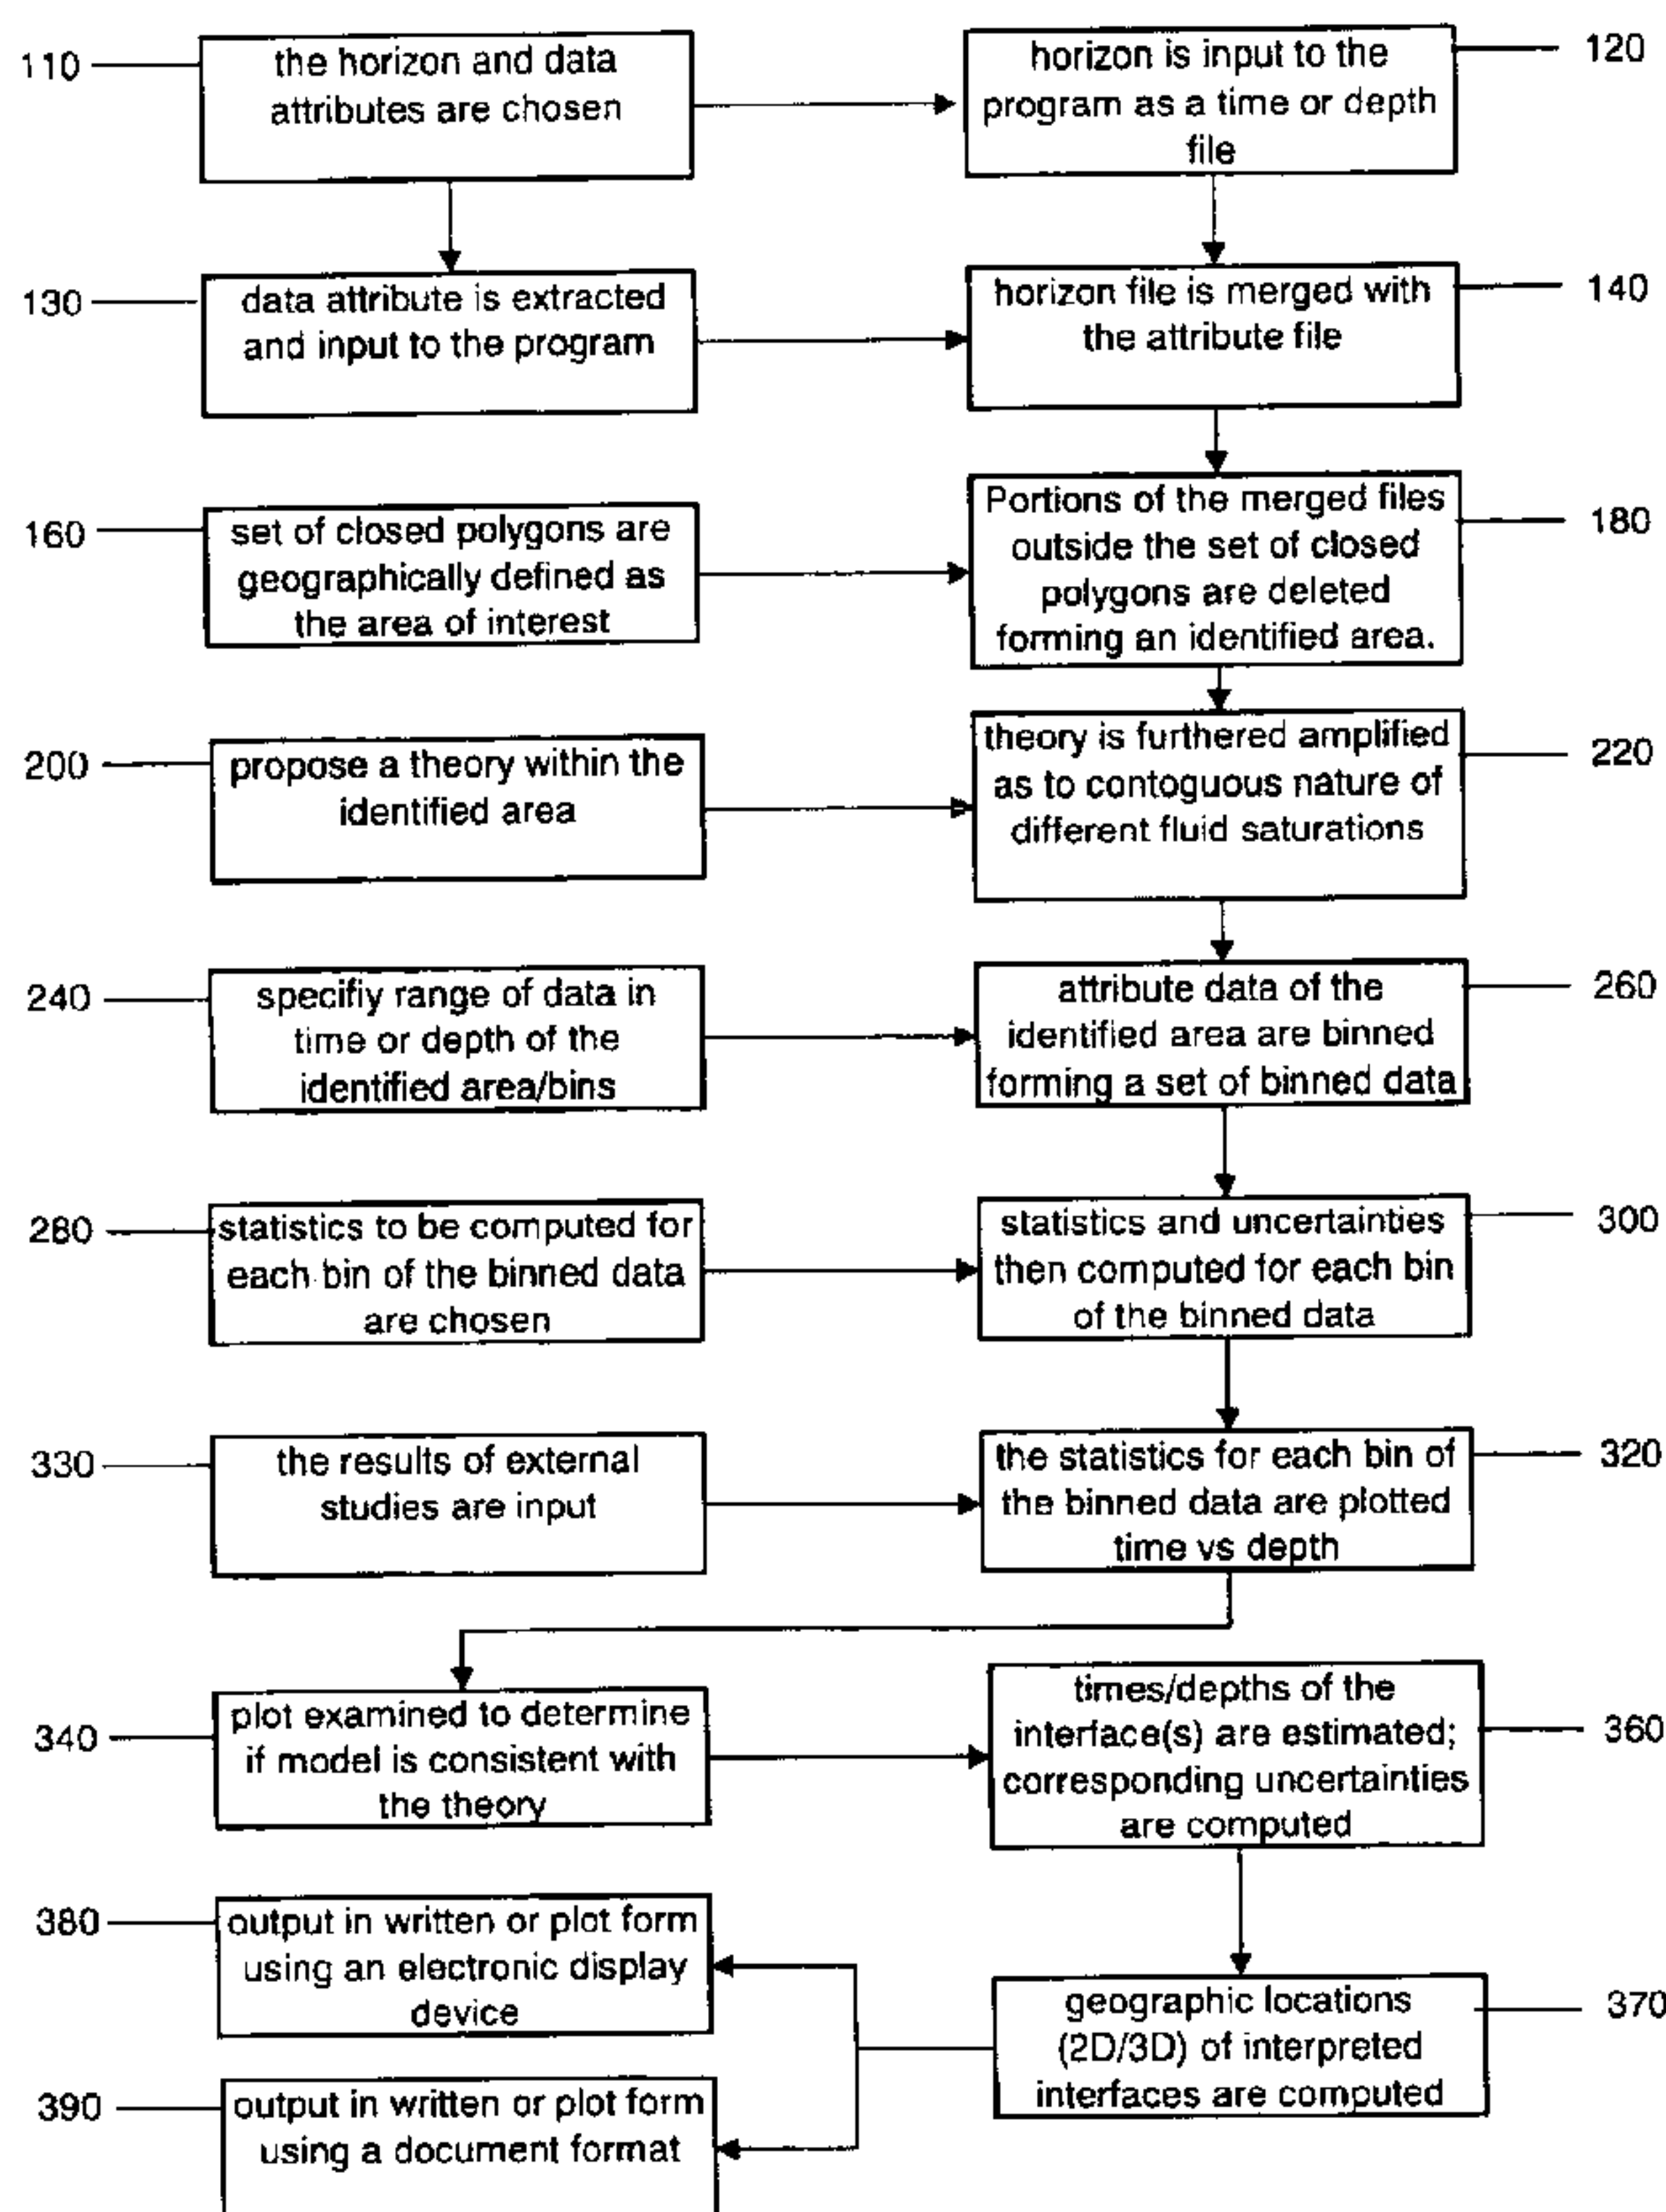 110
the horizon and data
attributes are chosen
horizon is input to the
program as a time or depth
file
120
130
data attribute is extracted
and input to the program
horizon file is merged with
the attribute file
140
160
set of closed polygons are
geographically defined as
the area of interest
Portions of the merged files
outside the set of closed
polygons are deleted
forming an identified area.
180
200
propose a theory within the
identified area
theory is furthered amplified
as to contoguous nature of
different fluid saturations
220
240
specifiy range of data in
time or depth of the
identified area/bins
attribute data of the
identified area are binned
forming a set of binned data
260
280
statistics to be computed for
each bin of the binned data
are chosen
statistics and uncertainties
then computed for each bin
of the binned data
300
330
the results of external
studies are input
the statistics for each bin of
the binned data are plotted
time vs depth
320
340
plot examined to determine
if model is consistent with
the theory
times/depths of the
interface(s) are estimated;
corresponding uncertainties
are computed
360
380
output in written or plot form
using an electronic display
device
geographic locations
(2D/3D) of interpreted
interfaces are computed
370
390
output in written or plot form
using a document format